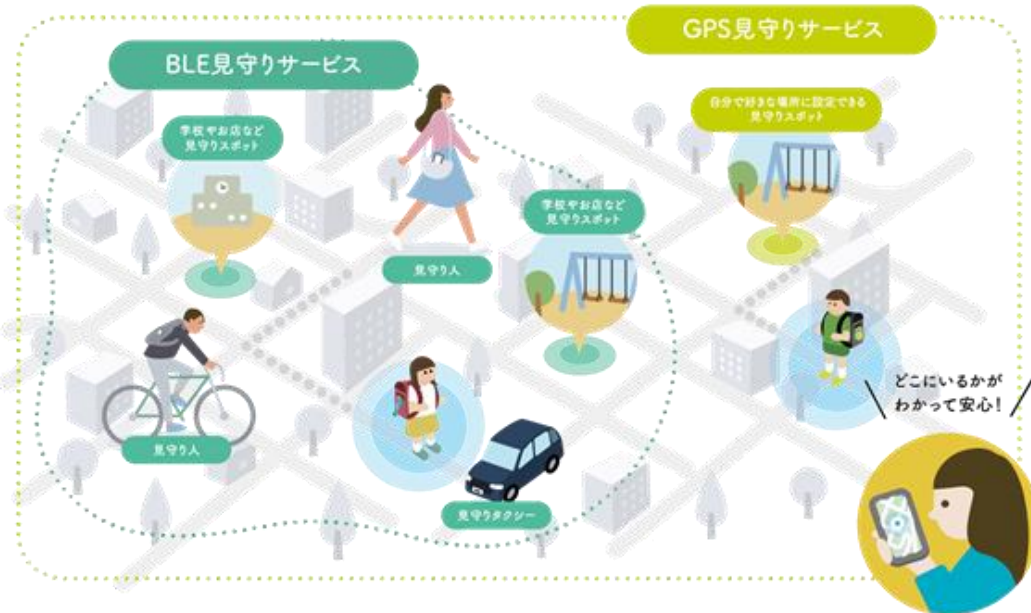 GPS見守りサービス
BLE見守りサービス
自分で好きな場所に設定できる
見守りスポット
学校やお店など
見守りスポット
学校やお店など
見守りスポット
見守り人
見守り人
見守りタクシー
どこにいるかが
わかって安心!